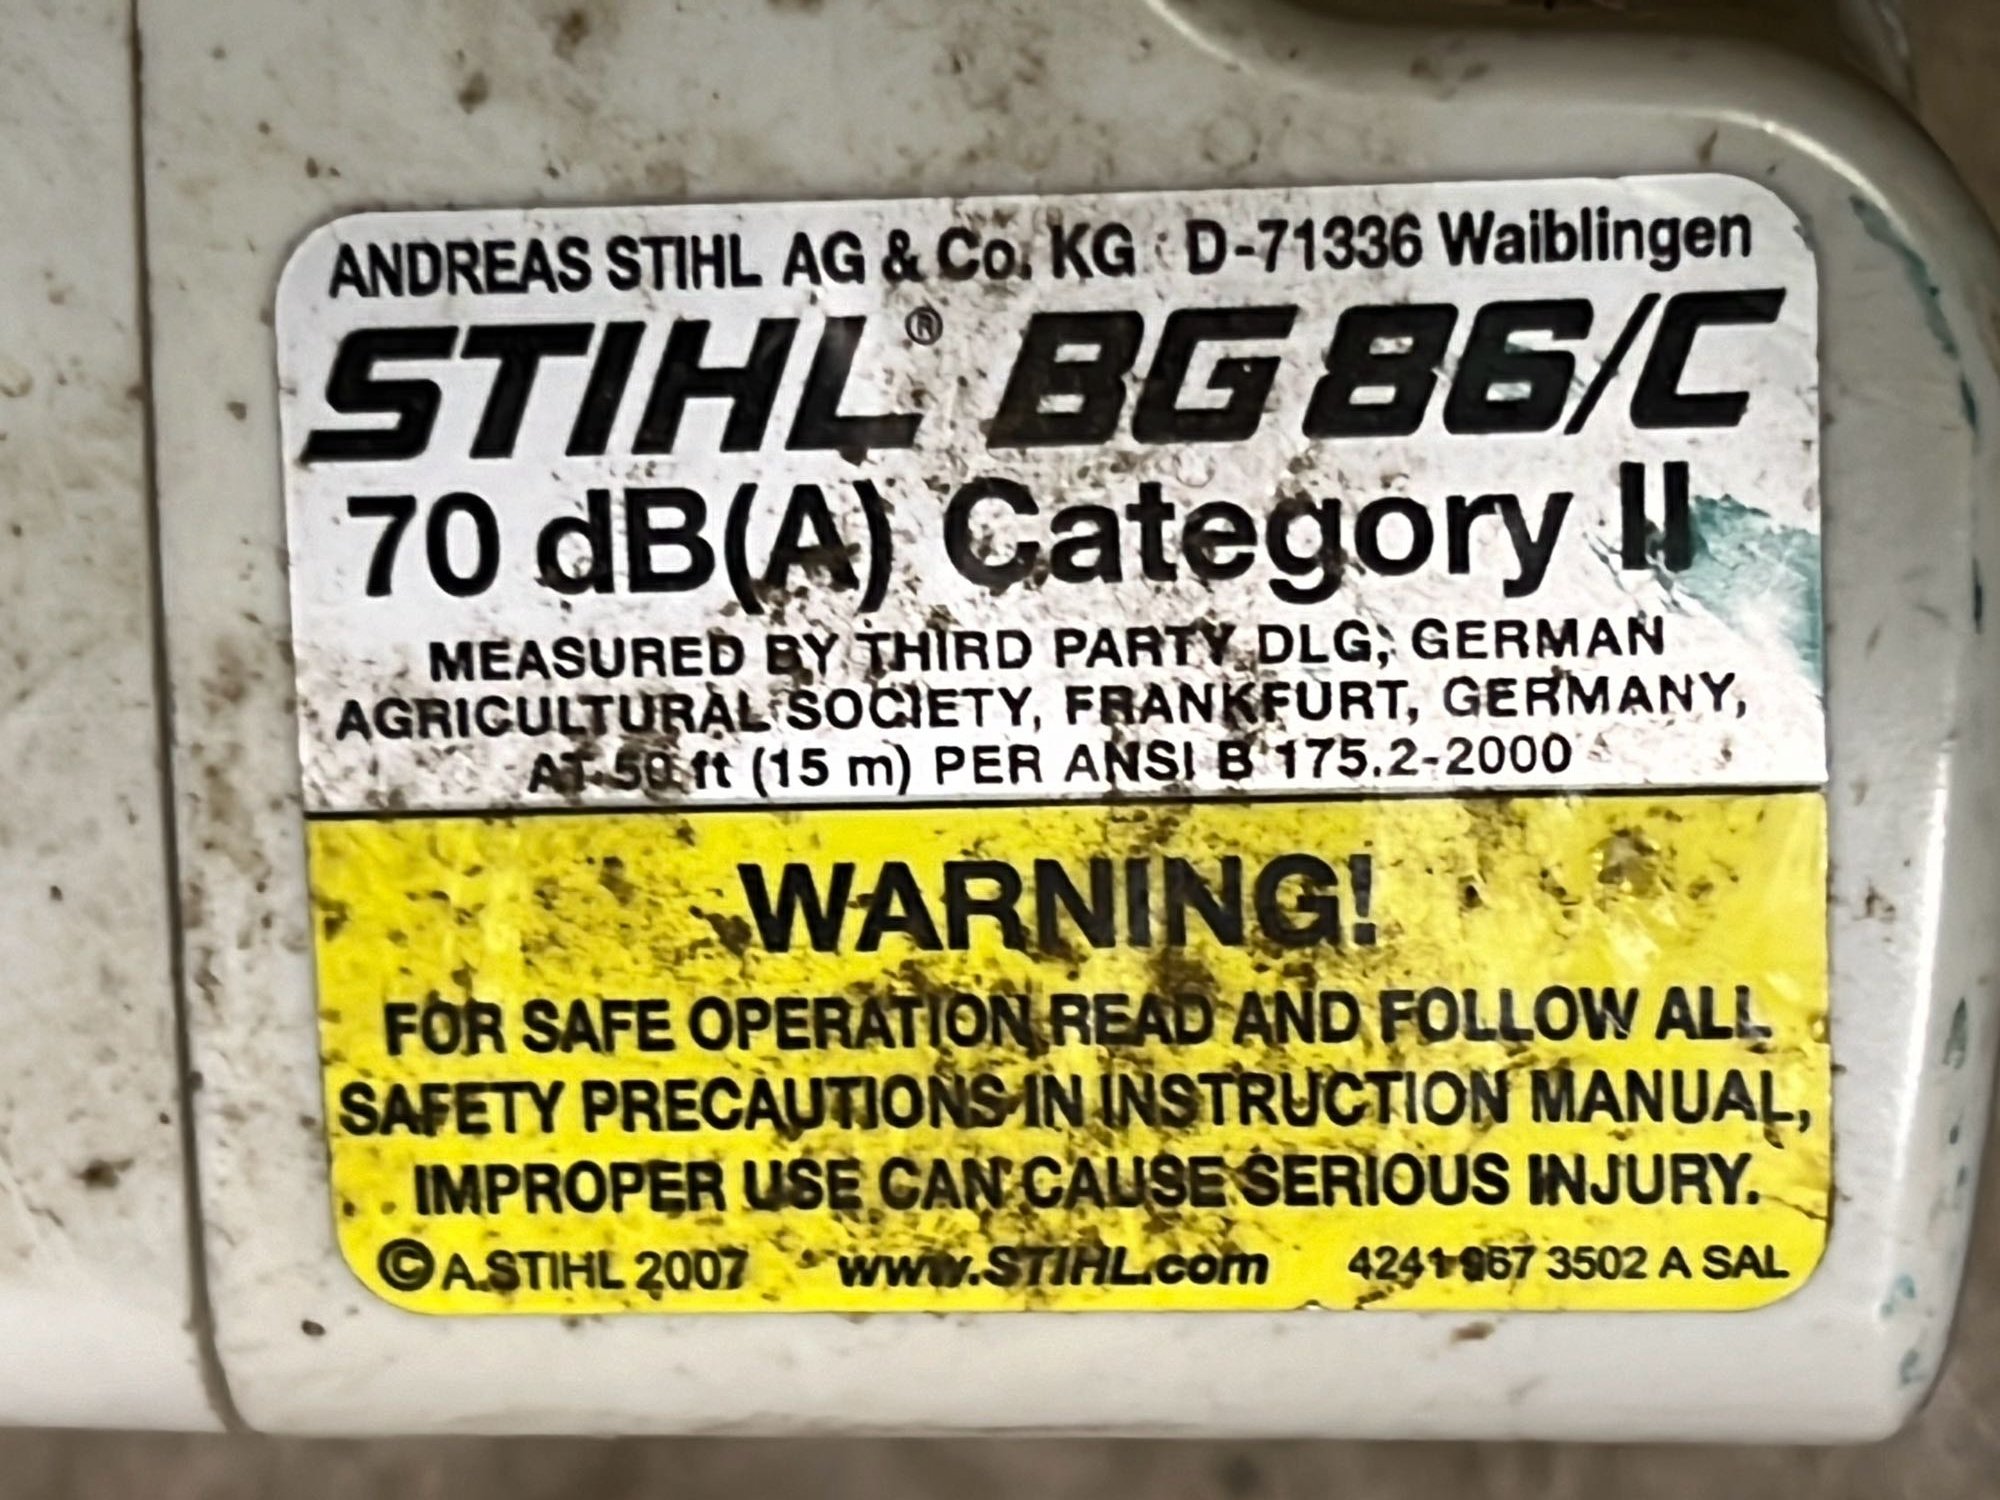 ANDREAS STIHL AG & Co. KG D-71336 Waiblingen
STIHL® BG 86/C
70 dB(A) Category II
MEASURED BY THIRD PARTY DLG; GERMAN
AGRICULTURAL SOCIETY, FRANKFURT, GERMANY,
AT 50 ft (15 m) PER ANSI B 175.2-2000
WARNING!
FOR SAFE OPERATION READ AND FOLLOW ALL
SAFETY PRECAUTIONS IN INSTRUCTION MANUAL,
IMPROPER USE CAN CAUSE SERIOUS INJURY.
©A.STIHL 2007 www.STIHL.com 4241 967 3502 A SAL